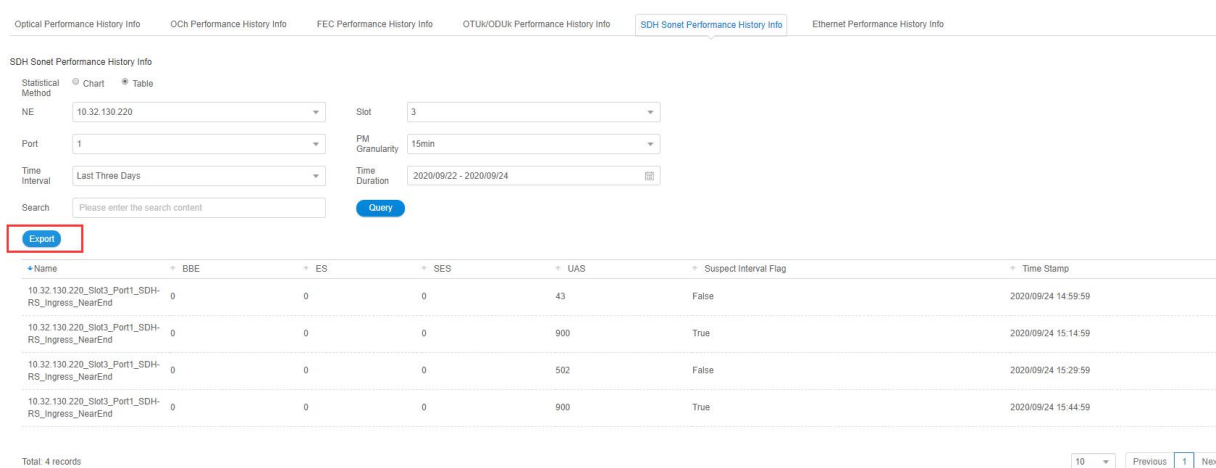 Optical Performance History Info OCh Performance History Info FEC Performance History Info OTUk/ODUk Performance History Info SDH Sonet Performance History Info Ethernet Performance History Info
SDH Sonet Performance History Info
Statistical Method Chart Table
NE 10.32.130.220 Slot 3
Port 1 PM Granularity 15min
Time Interval Last Three Days Time Duration 2020/09/22 - 2020/09/24
Search Please enter the search content Query
Export
Name BBE ES SES UAS Suspect Interval Flag Time Stamp
10.32.130.220_Slot3_Port1_SDH-
RS_Ingress_NearEnd 0 0 0 43 False 2020/09/24 14:59:59
10.32.130.220_Slot3_Port1_SDH-
RS_Ingress_NearEnd 0 0 0 900 True 2020/09/24 15:14:59
10.32.130.220_Slot3_Port1_SDH-
RS_Ingress_NearEnd 0 0 0 502 False 2020/09/24 15:29:59
10.32.130.220_Slot3_Port1_SDH-
RS_Ingress_NearEnd 0 0 0 900 True 2020/09/24 15:44:59
Total: 4 records 10 Previous 1 Nex